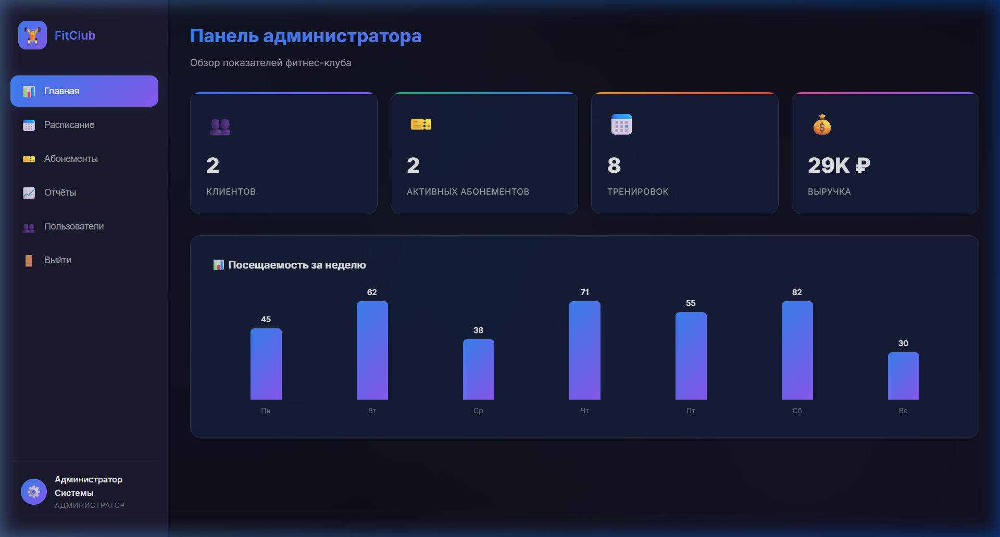 FitClub
Главная
Расписание
Абонементы
Отчёты
Пользователи
Выйти
Администратор
Системы
АДМИНИСТРАТОР
Панель администратора
Обзор показателей фитнес-клуба
2
КЛИЕНТОВ
2
АКТИВНЫХ АБОНЕМЕНТОВ
8
ТРЕНИРОВОК
29K ₽
ВЫРУЧКА
Посещаемость за неделю
45
62
38
71
55
82
30
Пн
Вт
Ср
Чт
Пт
Сб
Вс